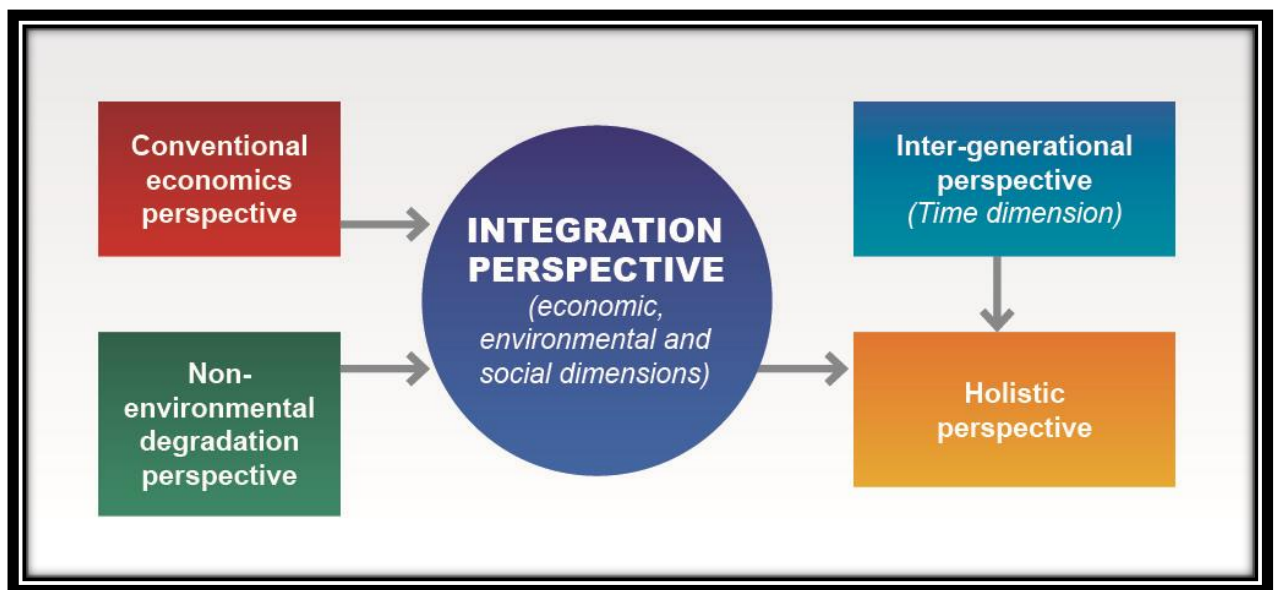 Conventional
economics
perspective
Non-
environmental
degradation
perspective
INTEGRATION
PERSPECTIVE
(economic,
environmental and
social dimensions)
Inter-generational
perspective
(Time dimension)
Holistic
perspective